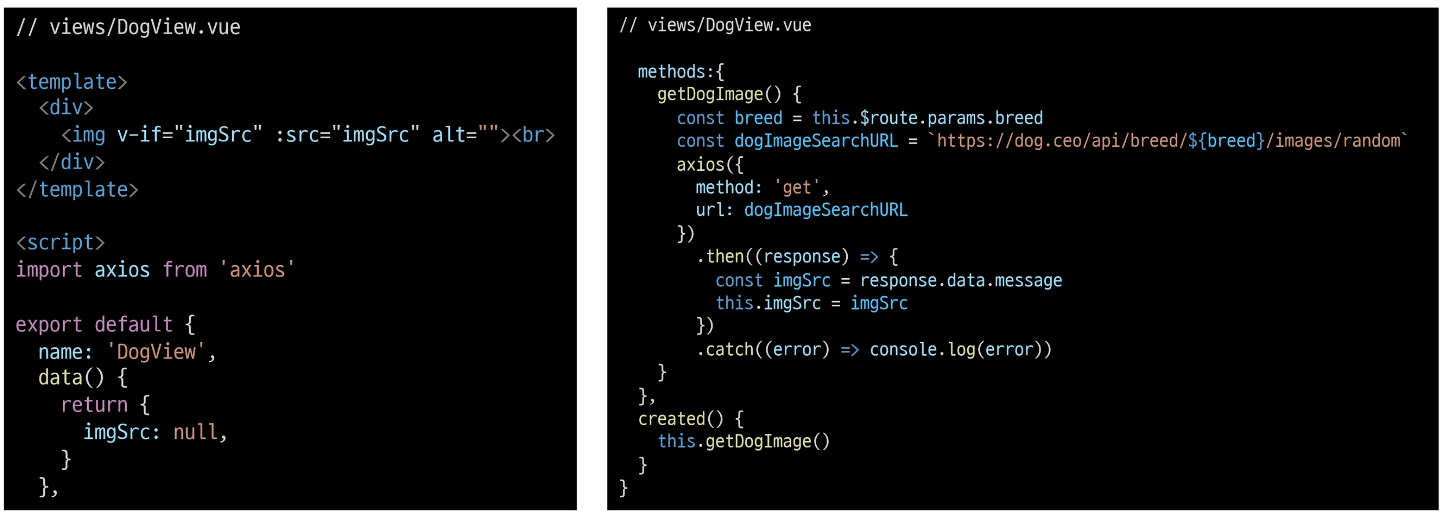 // views/DogView.vue
<template>
  <div>
    <img v-if="imgSrc" :src="imgSrc" alt=""><br>
  </div>
</template>
<script>
import axios from 'axios'
export default {
  name: 'DogView',
  data() {
    return {
      imgSrc: null,
    }
  },
// views/DogView.vue
  methods:{
    getDogImage() {
      const breed = this.$route.params.breed
      const dogImageSearchURL = `https://dog.ceo/api/breed/${breed}/images/random`
      axios({
        method: 'get',
        url: dogImageSearchURL
      })
        .then((response) => {
          const imgSrc = response.data.message
          this.imgSrc = imgSrc
        })
        .catch((error) => console.log(error))
    }
  },
  created() {
    this.getDogImage()
  }
}